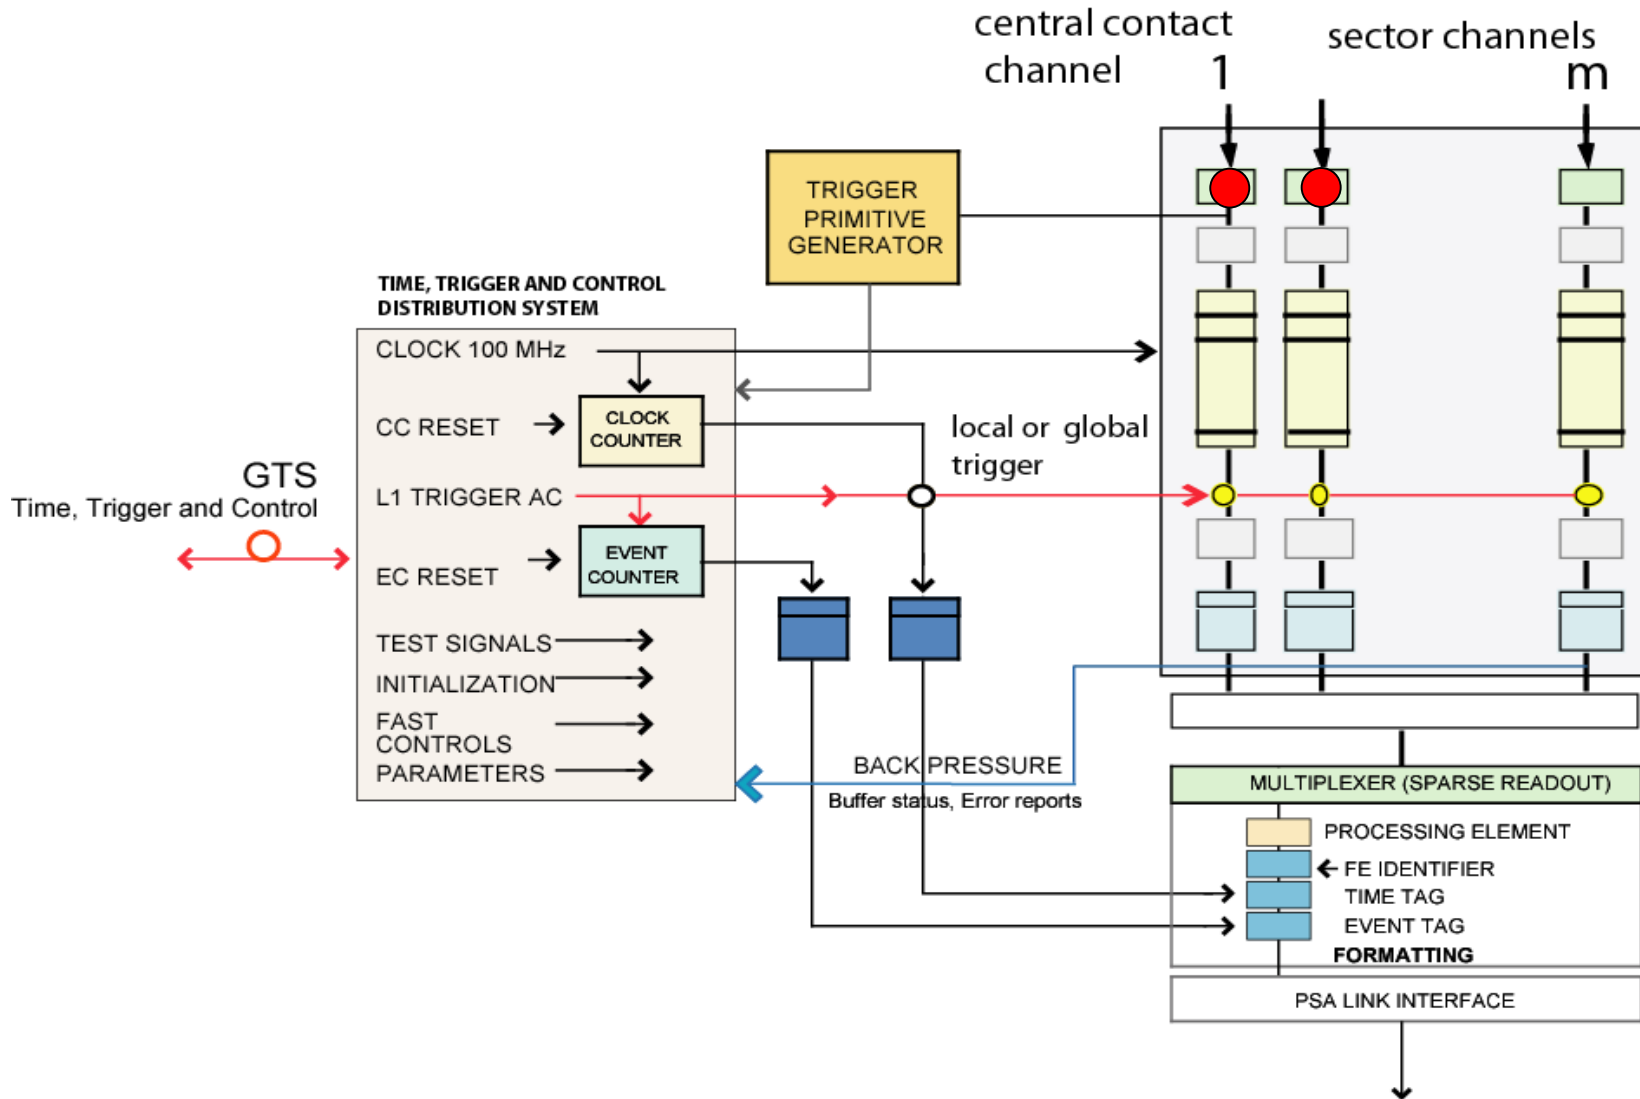 central contact
channel
1
sector channels
m
TRIGGER
PRIMITIVE
GENERATOR
TIME, TRIGGER AND CONTROL
DISTRIBUTION SYSTEM
CLOCK 100 MHz
CC RESET
CLOCK
COUNTER
local or global
trigger
GTS
Time, Trigger and Control
L1 TRIGGER AC
EC RESET
EVENT
COUNTER
TEST SIGNALS
INITIALIZATION
FAST
CONTROLS
PARAMETERS
BACK PRESSURE
Buffer status, Error reports
MULTIPLEXER (SPARSE READOUT)
PROCESSING ELEMENT
FE IDENTIFIER
TIME TAG
EVENT TAG
FORMATTING
PSA LINK INTERFACE